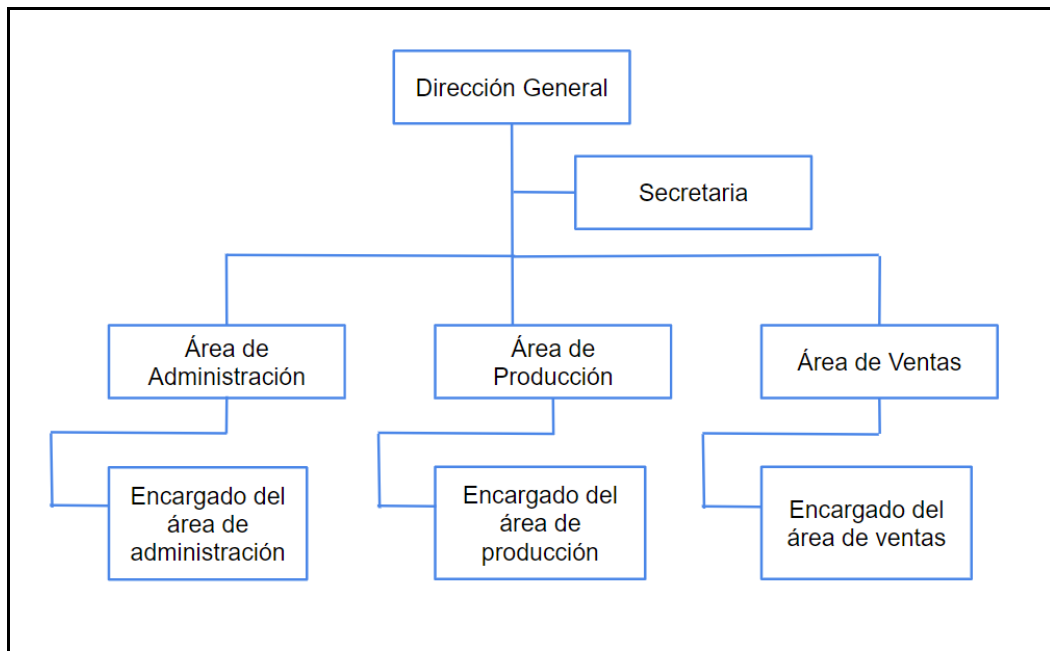 Dirección General
Secretaria
Área de
Administración
Área de
Producción
Área de Ventas
Encargado del
área de
administración
Encargado del
área de
producción
Encargado del
área de ventas